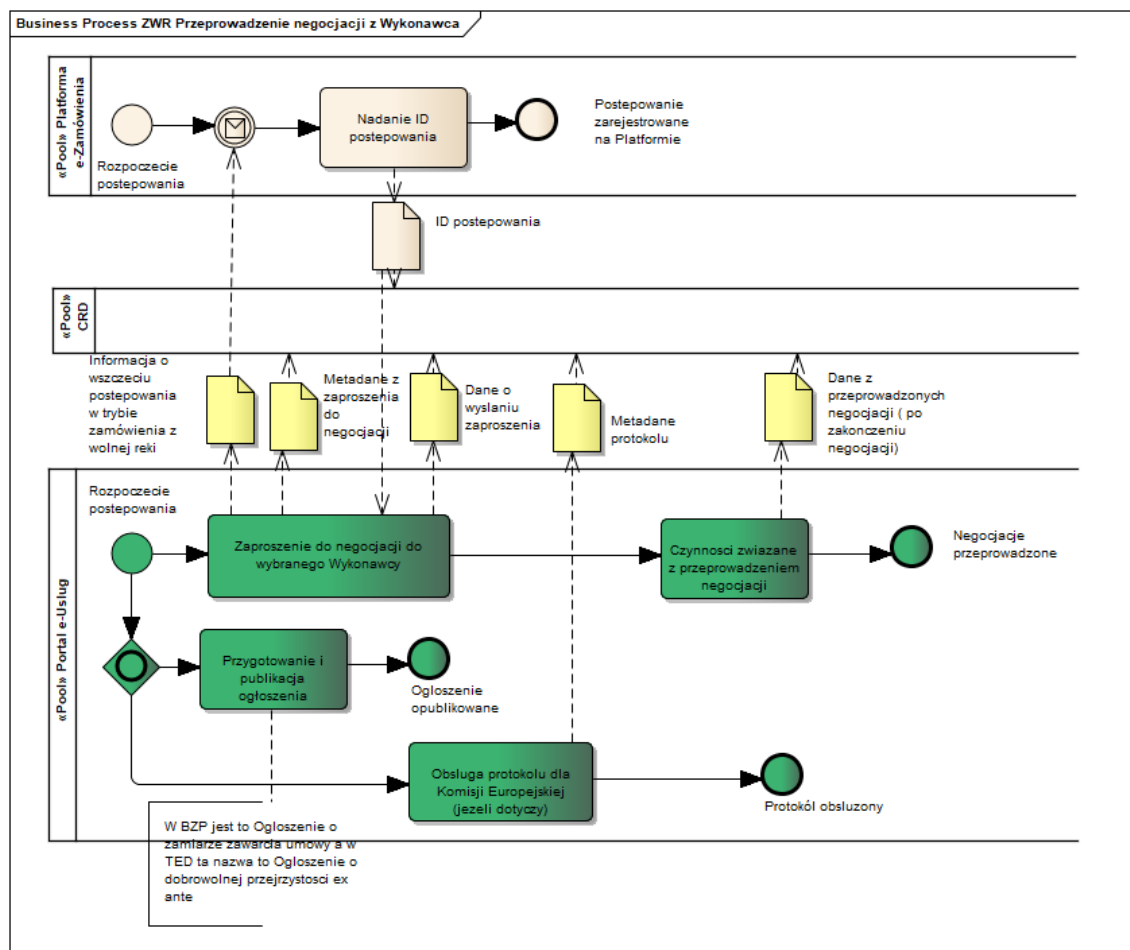 Business Process ZWR Przeprowadzenie negocjacji z Wykonawca
«Pool» Platforma
e-Zamówienia
Rozpoczecie
postepowania
Nadanie ID
postepowania
Postepowanie
zarejestrowane
na Platformie
ID postepowania
«Pool»
CRD
Informacja o
wszczeciu
postepowania
w trybie
zamówienia z
wolnej reki
Metadane z
zaproszenia
do
negocjacji
Dane o
wyslaniu
zaproszenia
Metadane
protokolu
Dane z
przeprowadzonych
negocjacji ( po
zakonczeniu
negocjacji)
«Pool» Portal e-Uslug
Rozpoczecie
postepowania
Zaproszenie do negocjacji do
wybranego Wykonawcy
Czynnosci zwiazane
z przeprowadzeniem
negocjacji
Negocjacje
przeprowadzone
Przygotowanie i
publikacja
ogłoszenia
Ogloszenie
opublikowane
Obsluga protokolu dla
Komisji Europejskiej
(jezeli dotyczy)
Protokól obsluzony
W BZP jest to Ogloszenie o
zamiarze zawarcia umowy a w
TED ta nazwa to Ogloszenie o
dobrowolnej przejrzystosci ex
ante